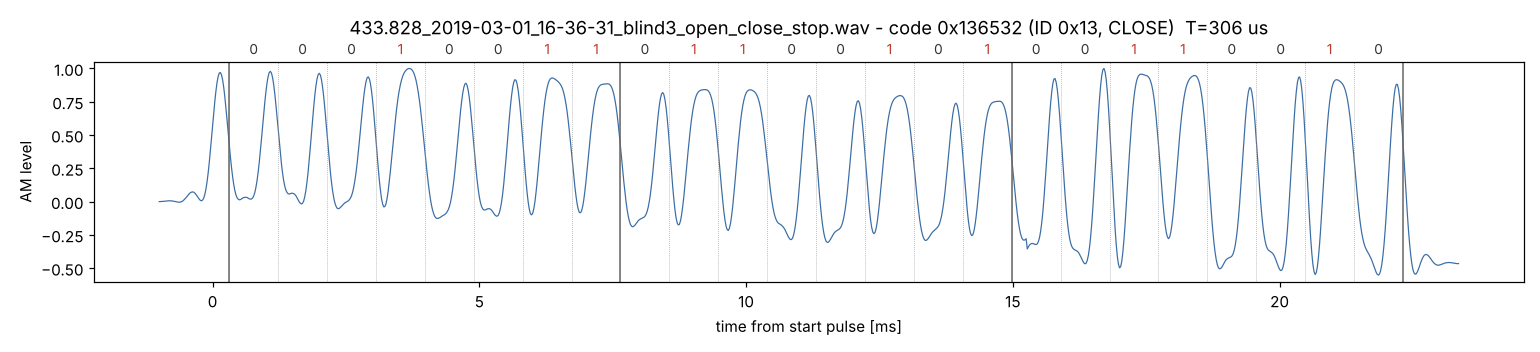 433.828_2019-03-01_16-36-31_blind3_open_close_stop.wav - code 0x136532 (ID 0x13, CLOSE)  T=306 us
0 0 0 1 0 0 1 1 0 1 1 0 0 1 0 1 0 0 1 1 0 0 1 0
1.00
0.75
0.50
0.25
0.00
−0.25
−0.50
AM level
0 5 10 15 20
time from start pulse [ms]